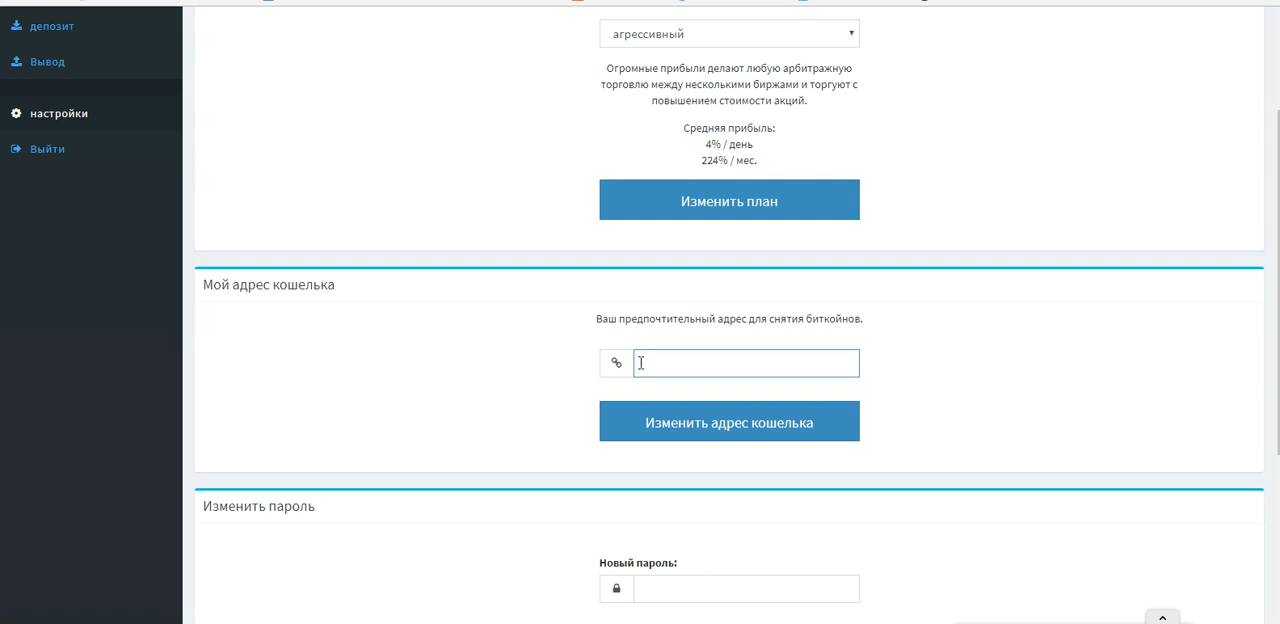 депозит
Вывод
настройки
Выйти
агрессивный
Огромные прибыли делают любую арбитражную
торговлю между несколькими биржами и торгуют с
повышением стоимости акций.
Средняя прибыль:
4% / день
224% / мес.
Изменить план
Мой адрес кошелька
Ваш предпочтительный адрес для снятия биткойнов.
Изменить адрес кошелька
Изменить пароль
Новый пароль: